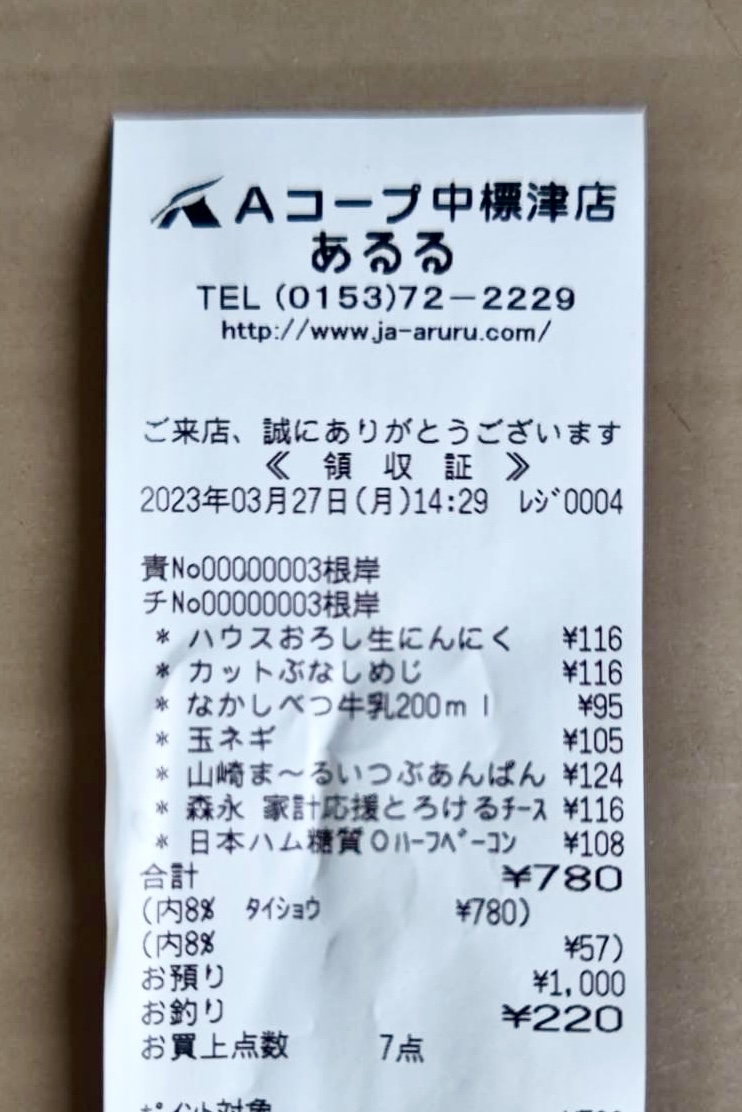 Aコープ中標津店
あるる
TEL (0153)72-2229
http://www.ja-aruru.com/
ご来店、誠にありがとうございます
《 領 収 証 》
2023年03月27日(月)14:29 レジ0004
責No00000003根岸
チNo00000003根岸
* ハウスおろし生にんにく ¥116
* カットぶなしめじ ¥116
* なかしべつ牛乳200ml ¥95
* 玉ネギ ¥105
* 山崎ま〜るいつぶあんぱん ¥124
* 森永 家計応援とろけるチース ¥116
* 日本ハム糖質0ハーフベーコン ¥108
合計 ¥780
(内8% タイショウ ¥780)
(内8% ¥57)
お預り ¥1,000
お釣り ¥220
お買上点数 7点
ポイント対象